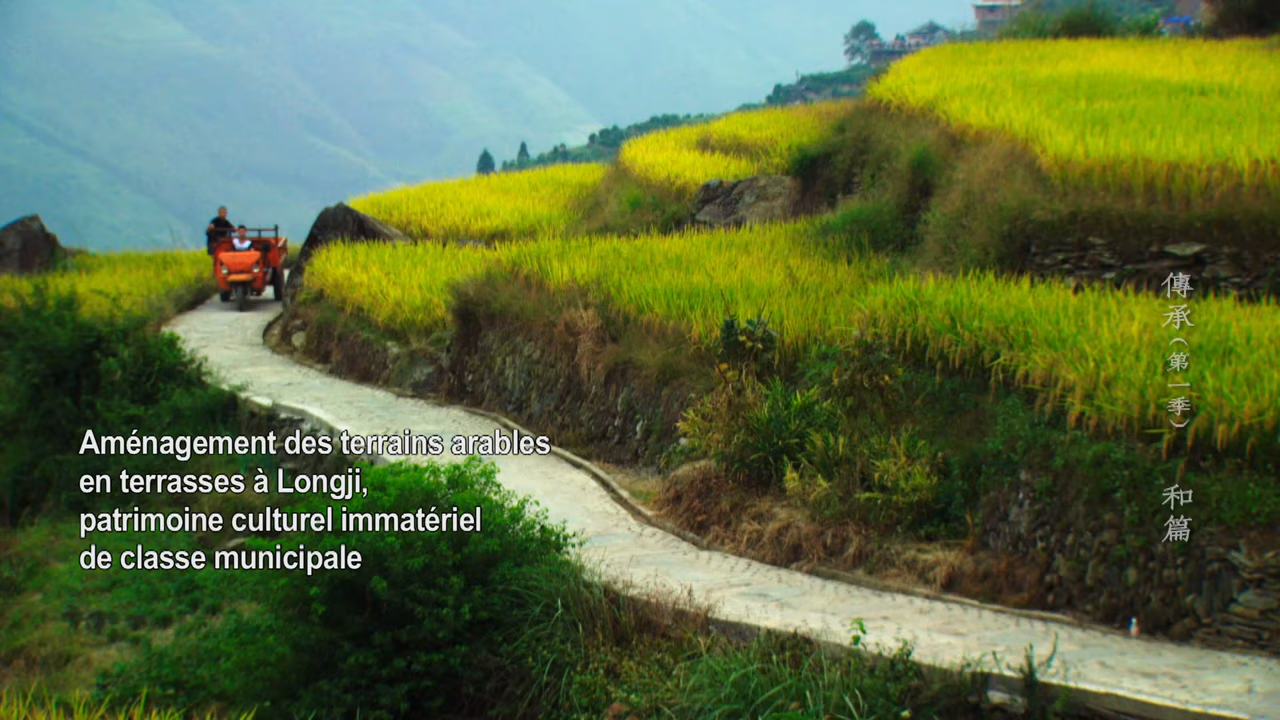 Aménagement des terrains arables
en terrasses à Longji,
patrimoine culturel immatériel
de classe municipale
傳承（第一季） 和篇